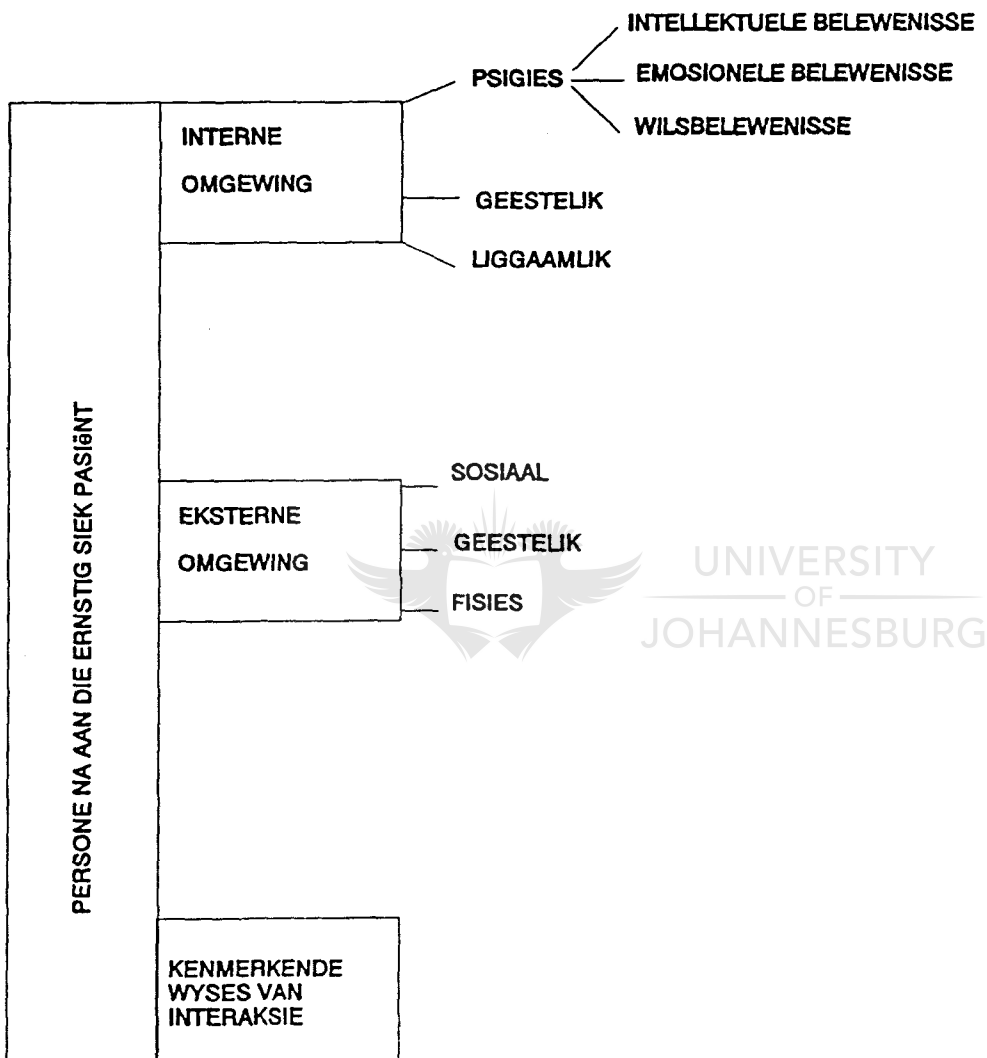 INTELLEKTUELE BELEWENISSE
PSIGIES
EMOSIONELE BELEWENISSE
WILSBELEWENISSE
INTERNE
OMGEWING
GEESTELIK
LIGGAAMLIK
PERSONE NA AAN DIE ERNSTIG SIEK PASIëNT
SOSIAAL
EKSTERNE
OMGEWING
GEESTELIK
FISIES
UNIVERSITY
OF
JOHANNESBURG
KENMERKENDE
WYSES VAN
INTERAKSIE